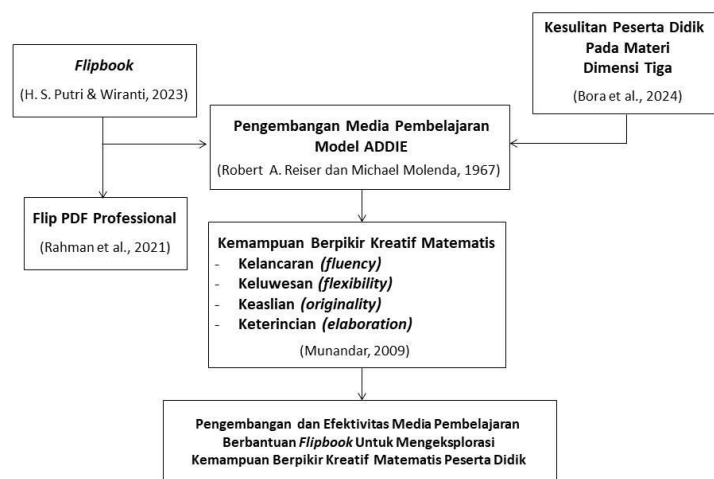 Flipbook
(H. S. Putri & Wiranti, 2023)
Kesulitan Peserta Didik
Pada Materi
Dimensi Tiga
(Bora et al., 2024)
Pengembangan Media Pembelajaran
Model ADDIE
(Robert A. Reiser dan Michael Molenda, 1967)
Flip PDF Professional
(Rahman et al., 2021)
Kemampuan Berpikir Kreatif Matematis
- Kelancaran (fluency)
- Keluwesan (flexibility)
- Keaslian (originality)
- Keterincian (elaboration)
(Munandar, 2009)
Pengembangan dan Efektivitas Media Pembelajaran
Berbantuan Flipbook Untuk Mengeksplorasi
Kemampuan Berpikir Kreatif Matematis Peserta Didik